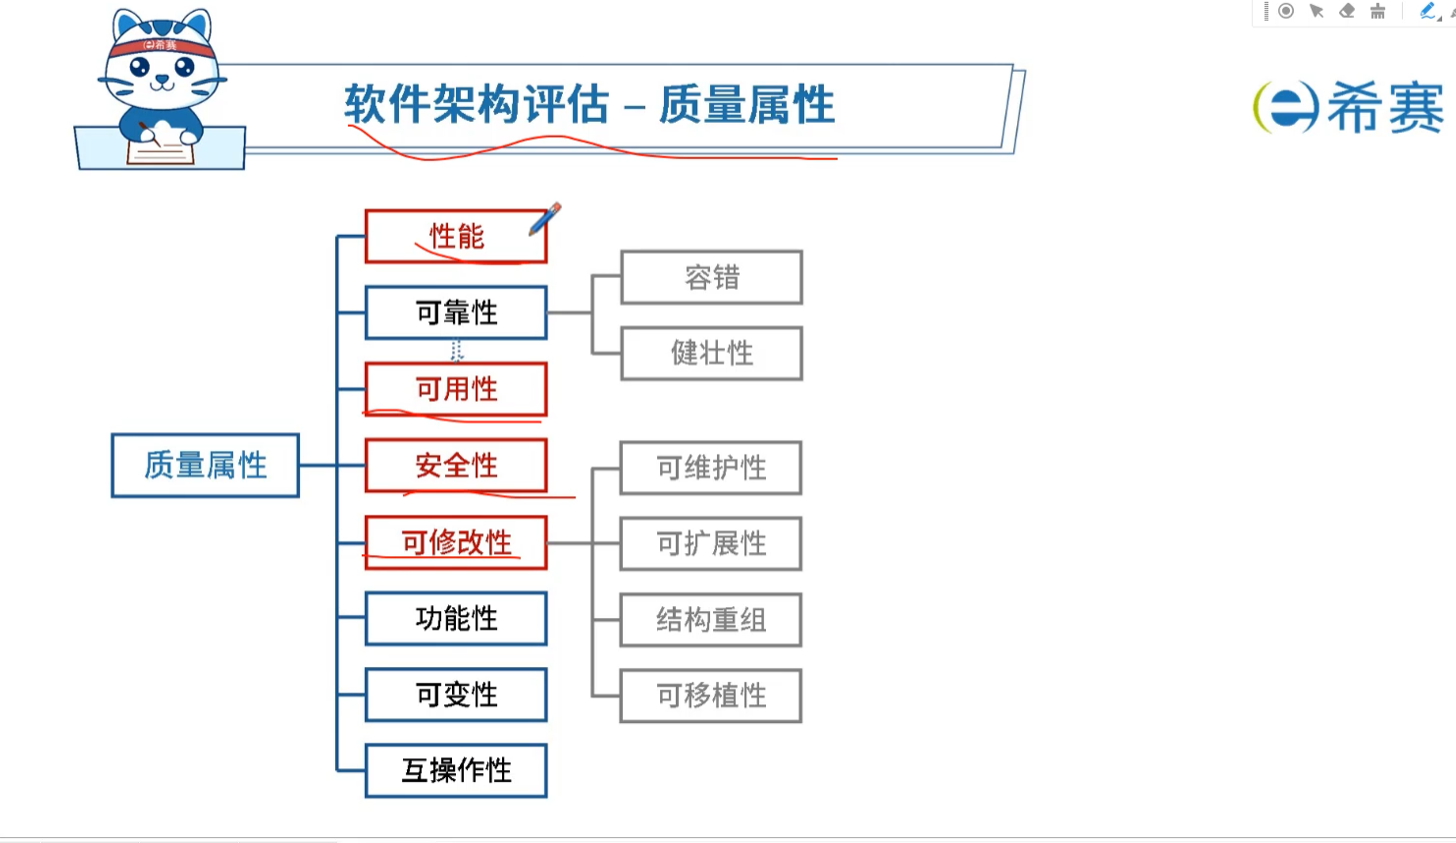 希赛
软件架构评估 – 质量属性
希赛
性能
容错
可靠性
健壮性
可用性
质量属性
安全性
可维护性
可修改性
可扩展性
功能性
结构重组
可变性
可移植性
互操作性